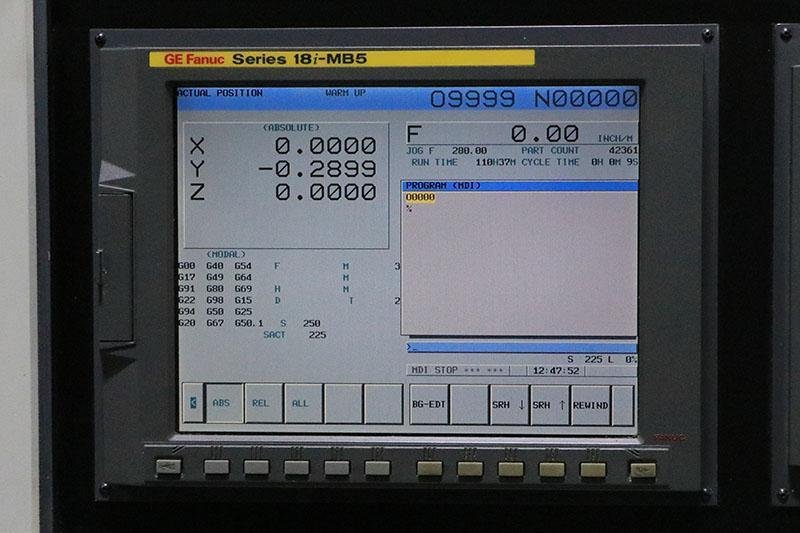 GE Fanuc Series 18i-MB5
ACTUAL POSITION WARM UP O9999 N00000
(ABSOLUTE)
X 0.0000
Y -0.2899
Z 0.0000
F 0.00 INCH/M
JOG F 280.00 PART COUNT 42361
RUN TIME 110H37M CYCLE TIME 0H 0M 9S
PROGRAM (MDI)
O0000
%
(MODAL)
G00 G40 G54 F M 3
G17 G49 G64 M
G91 G80 G69 H M
G22 G98 G15 D T 2
G94 G50 G25
G20 G67 G50.1 S 250
SACT 225
>_
S 225 L 0%
MDI STOP *** *** 12:47:52
< ABS REL ALL BG-EDT SRH ↓ SRH ↑ REWIND
FANUC